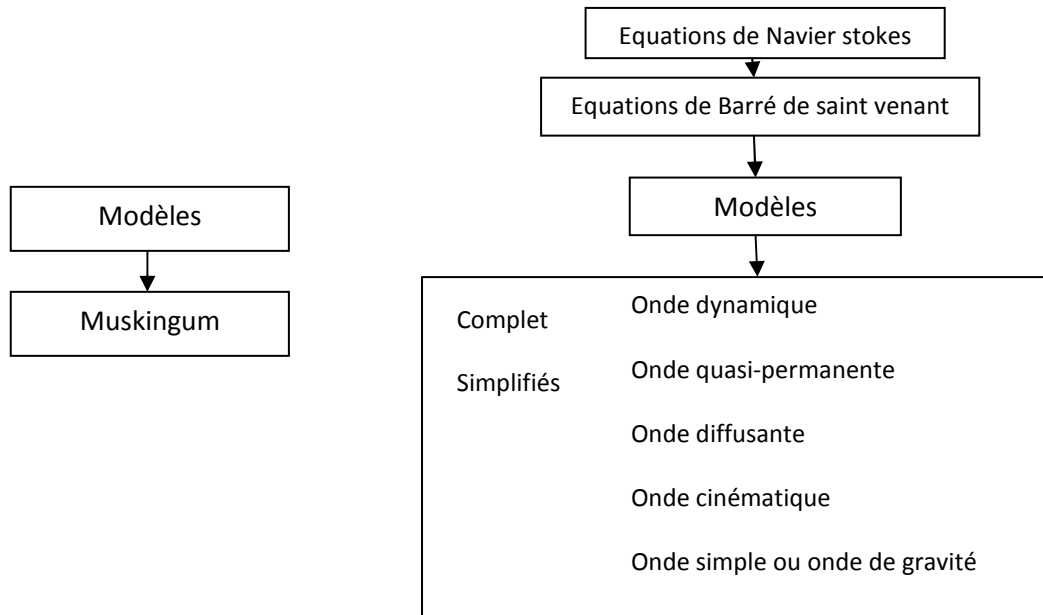 Equations de Navier stokes
Equations de Barré de saint venant
Modèles
Muskingum
Modèles
Complet
Onde dynamique
Simplifiés
Onde quasi-permanente
Onde diffusante
Onde cinématique
Onde simple ou onde de gravité